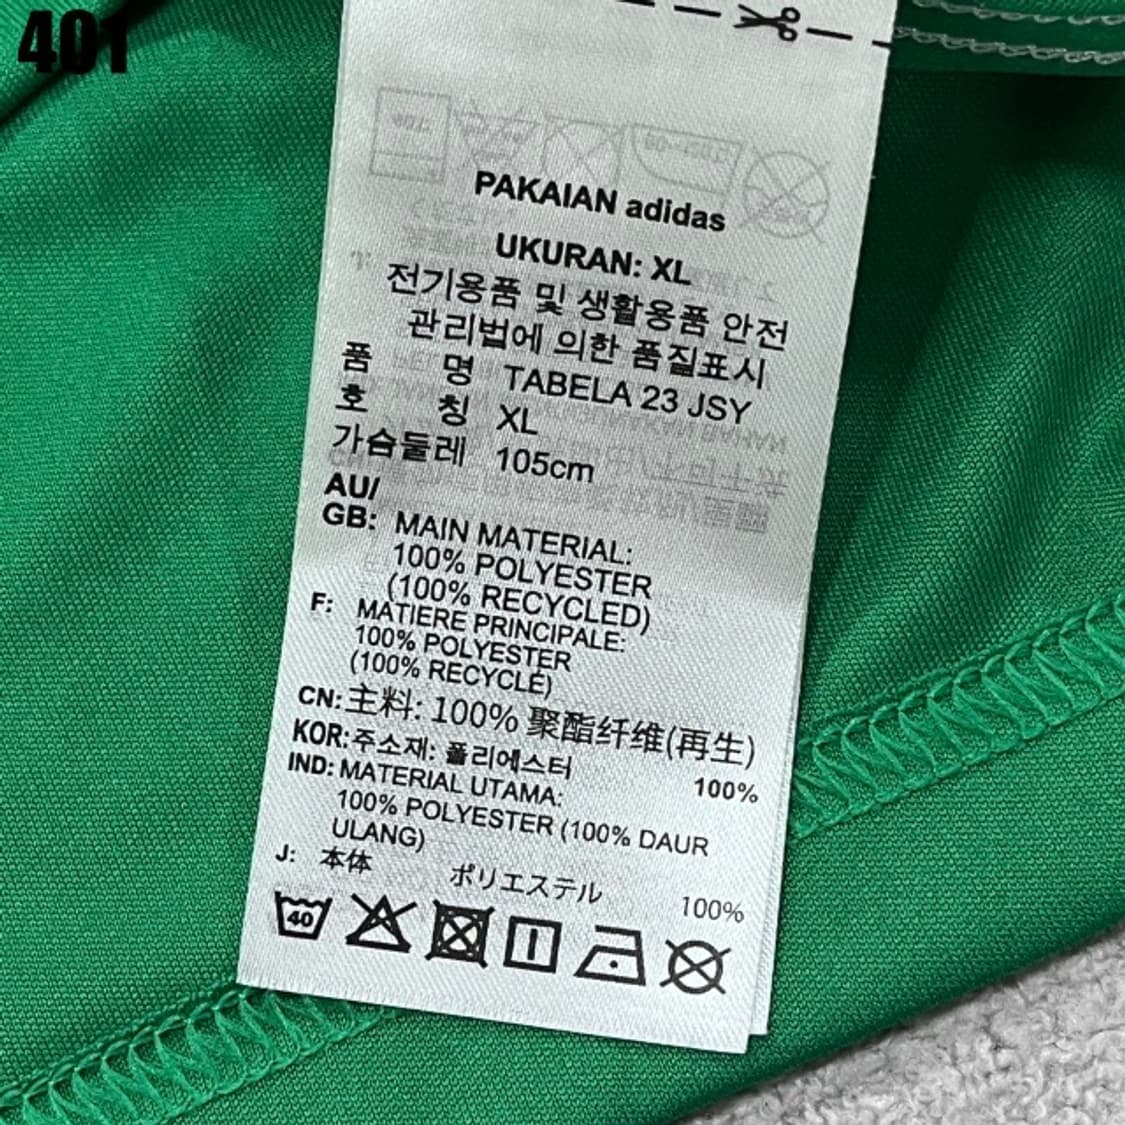 401
PAKAIAN adidas
UKURAN: XL
전기용품 및 생활용품 안전
관리법에 의한 품질표시
품 명 TABELA 23 JSY
호 칭 XL
가슴둘레 105cm
AU/
GB: MAIN MATERIAL:
100% POLYESTER
(100% RECYCLED)
F: MATIERE PRINCIPALE:
100% POLYESTER
(100% RECYCLÉ)
CN: 主料: 100% 聚酯纤维(再生)
KOR: 주소재: 폴리에스터 100%
IND: MATERIAL UTAMA:
100% POLYESTER (100% DAUR
ULANG)
J: 本体 ポリエステル 100%
40